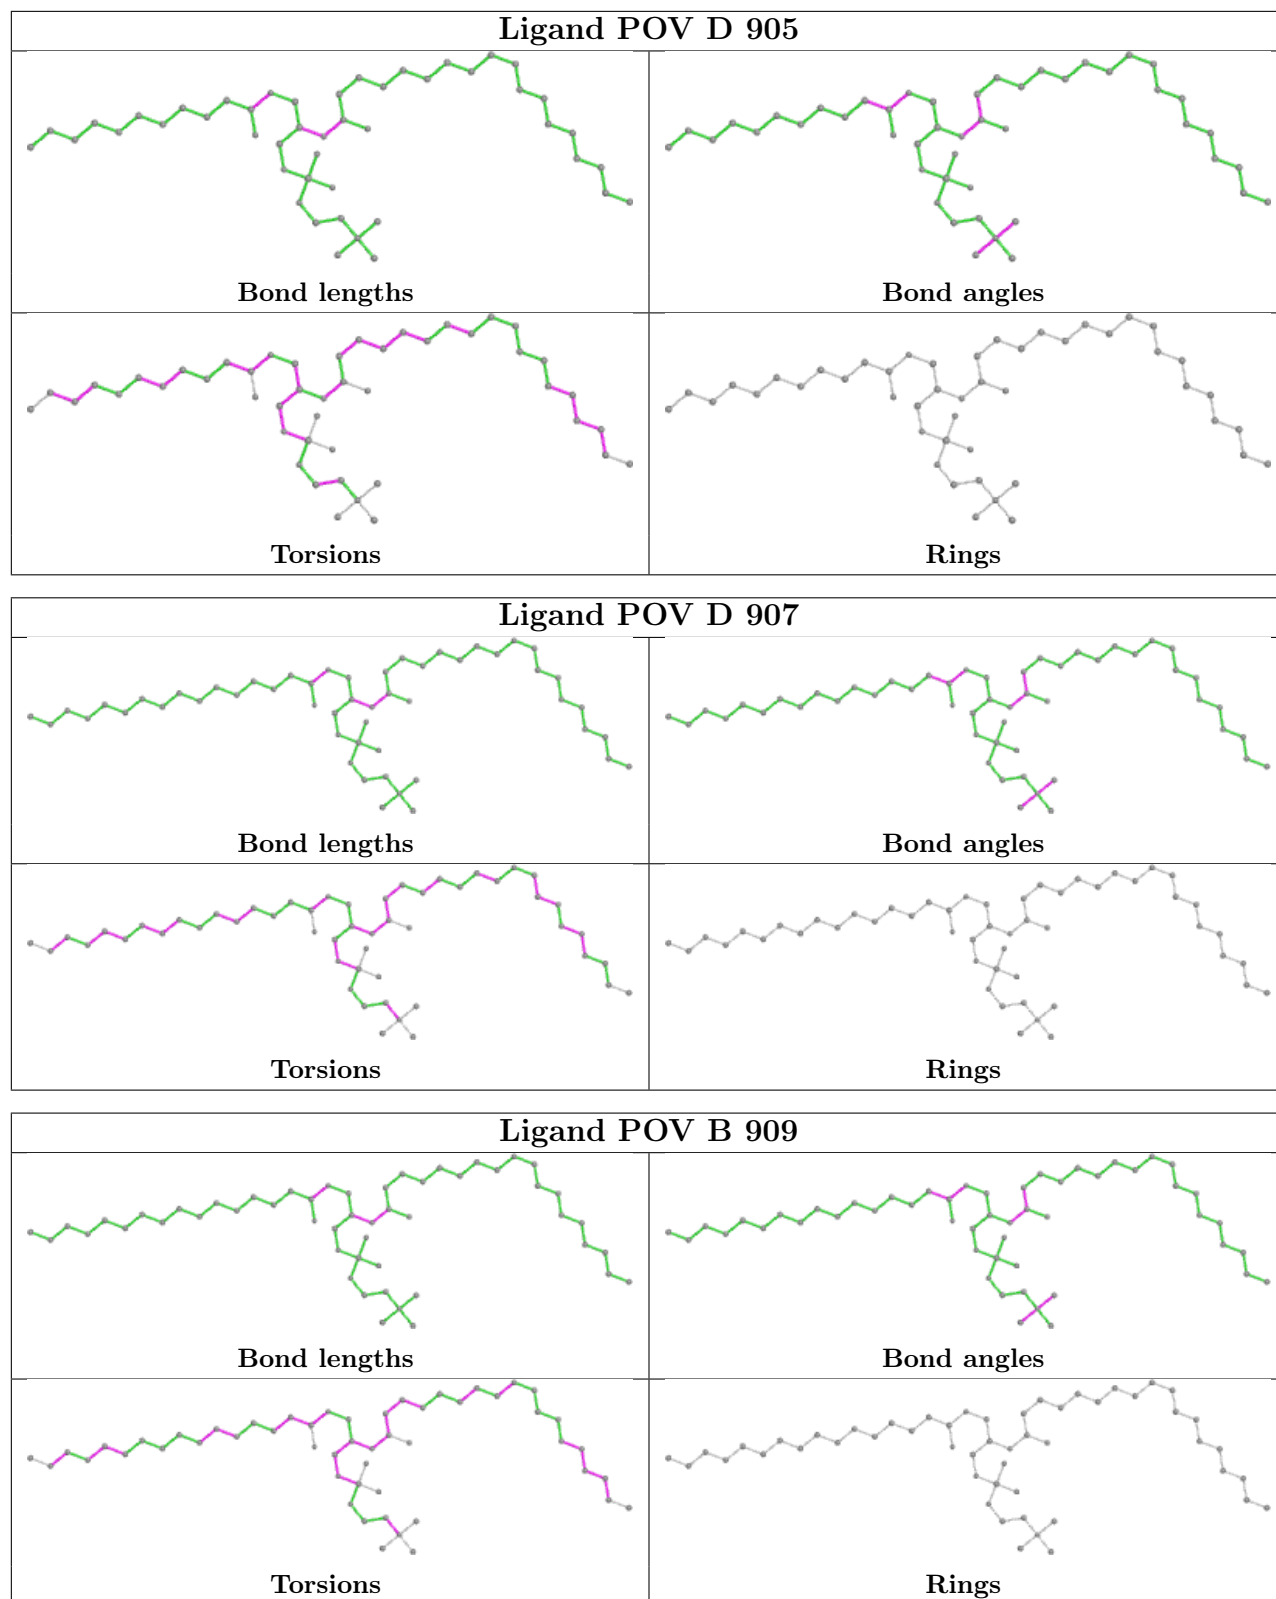 Ligand POV D 905
Bond lengths
Bond angles
Torsions
Rings
Ligand POV D 907
Bond lengths
Bond angles
Torsions
Rings
Ligand POV B 909
Bond lengths
Bond angles
Torsions
Rings